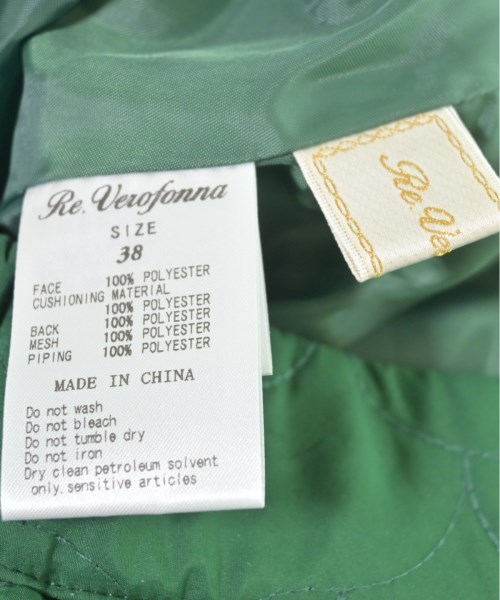 Re. Verofonna
SIZE
38
FACE 100% POLYESTER
CUSHIONING MATERIAL
100% POLYESTER
BACK 100% POLYESTER
MESH 100% POLYESTER
PIPING 100% POLYESTER
MADE IN CHINA
Do not wash
Do not bleach
Do not tumble dry
Do not iron
Dry clean petroleum solvent
only, sensitive articles
Re. Ve